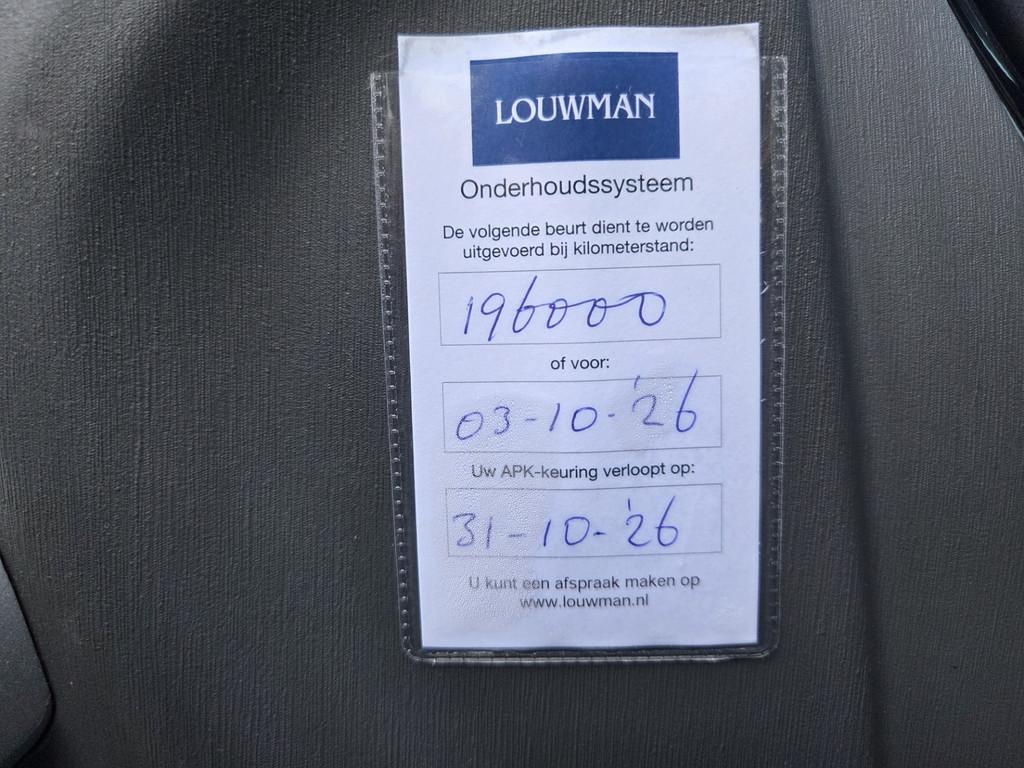 LOUWMAN
Onderhoudssysteem
De volgende beurt dient te worden
uitgevoerd bij kilometerstand:
196000
of voor:
03-10-'26
Uw APK-keuring verloopt op:
31-10-'26
U kunt een afspraak maken op
www.louwman.nl